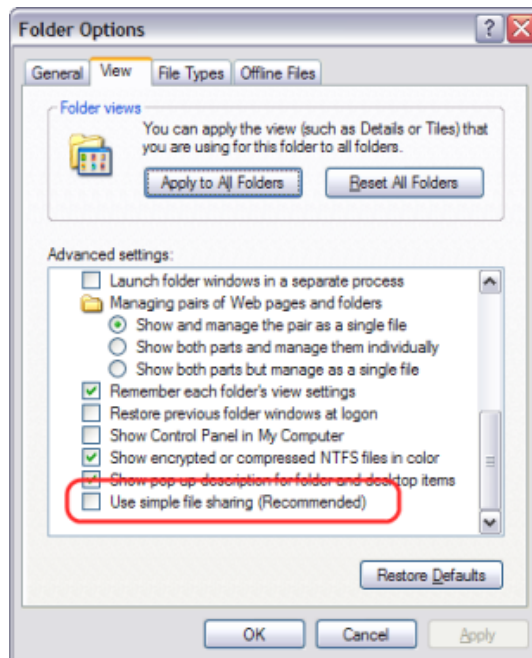 Folder Options
General View File Types Offline Files
Folder views
You can apply the view (such as Details or Tiles) that
you are using for this folder to all folders.
Apply to All Folders Reset All Folders
Advanced settings:
Launch folder windows in a separate process
Managing pairs of Web pages and folders
Show and manage the pair as a single file
Show both parts and manage them individually
Show both parts but manage as a single file
Remember each folder's view settings
Restore previous folder windows at logon
Show Control Panel in My Computer
Show encrypted or compressed NTFS files in color
Show pop-up description for folder and desktop items
Use simple file sharing (Recommended)
Restore Defaults
OK Cancel Apply